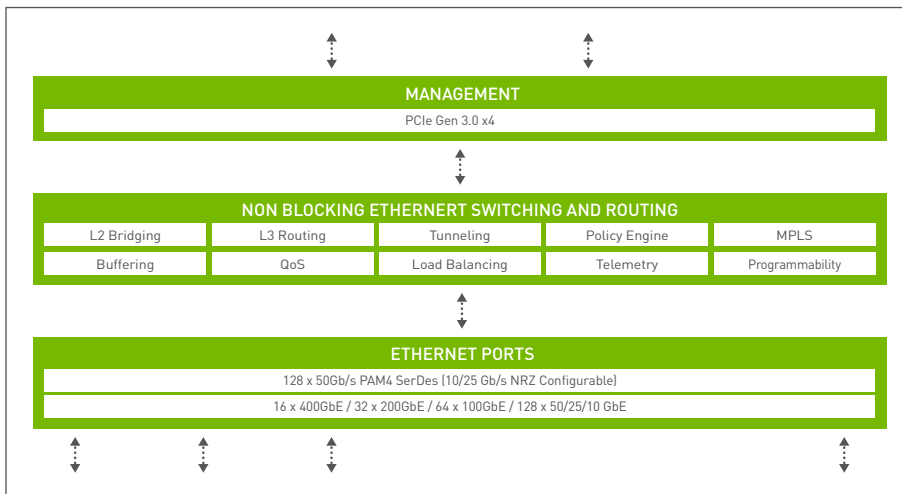 MANAGEMENT
PCIe Gen 3.0 x4
NON BLOCKING ETHERNERT SWITCHING AND ROUTING
L2 Bridging L3 Routing Tunneling Policy Engine MPLS
Buffering QoS Load Balancing Telemetry Programmability
ETHERNET PORTS
128 x 50Gb/s PAM4 SerDes (10/25 Gb/s NRZ Configurable)
16 x 400GbE / 32 x 200GbE / 64 x 100GbE / 128 x 50/25/10 GbE